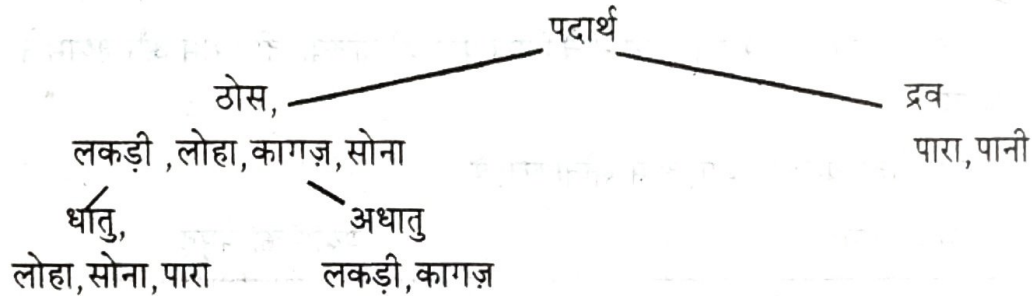 पदार्थ
ठोस, द्रव
लकड़ी ,लोहा,कागज़,सोना पारा,पानी
धातु, अधातु
लोहा,सोना,पारा लकड़ी,कागज़